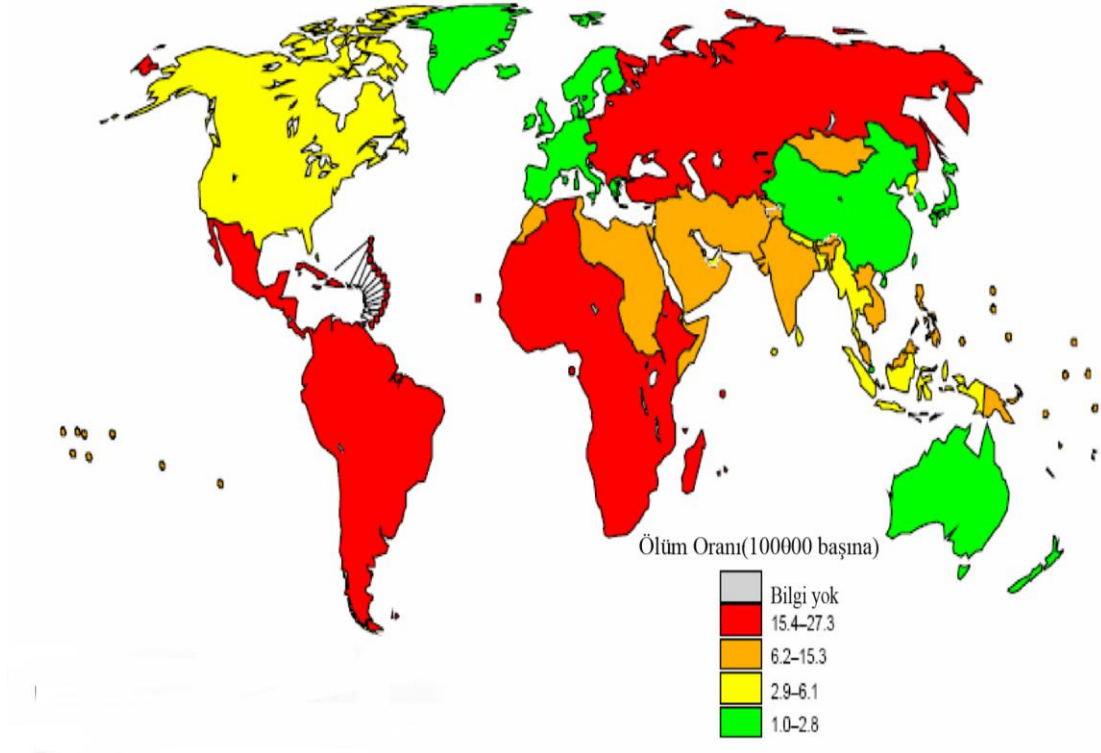 Ölüm Oranı(100000 başına)
Bilgi yok
15.4–27.3
6.2–15.3
2.9–6.1
1.0–2.8